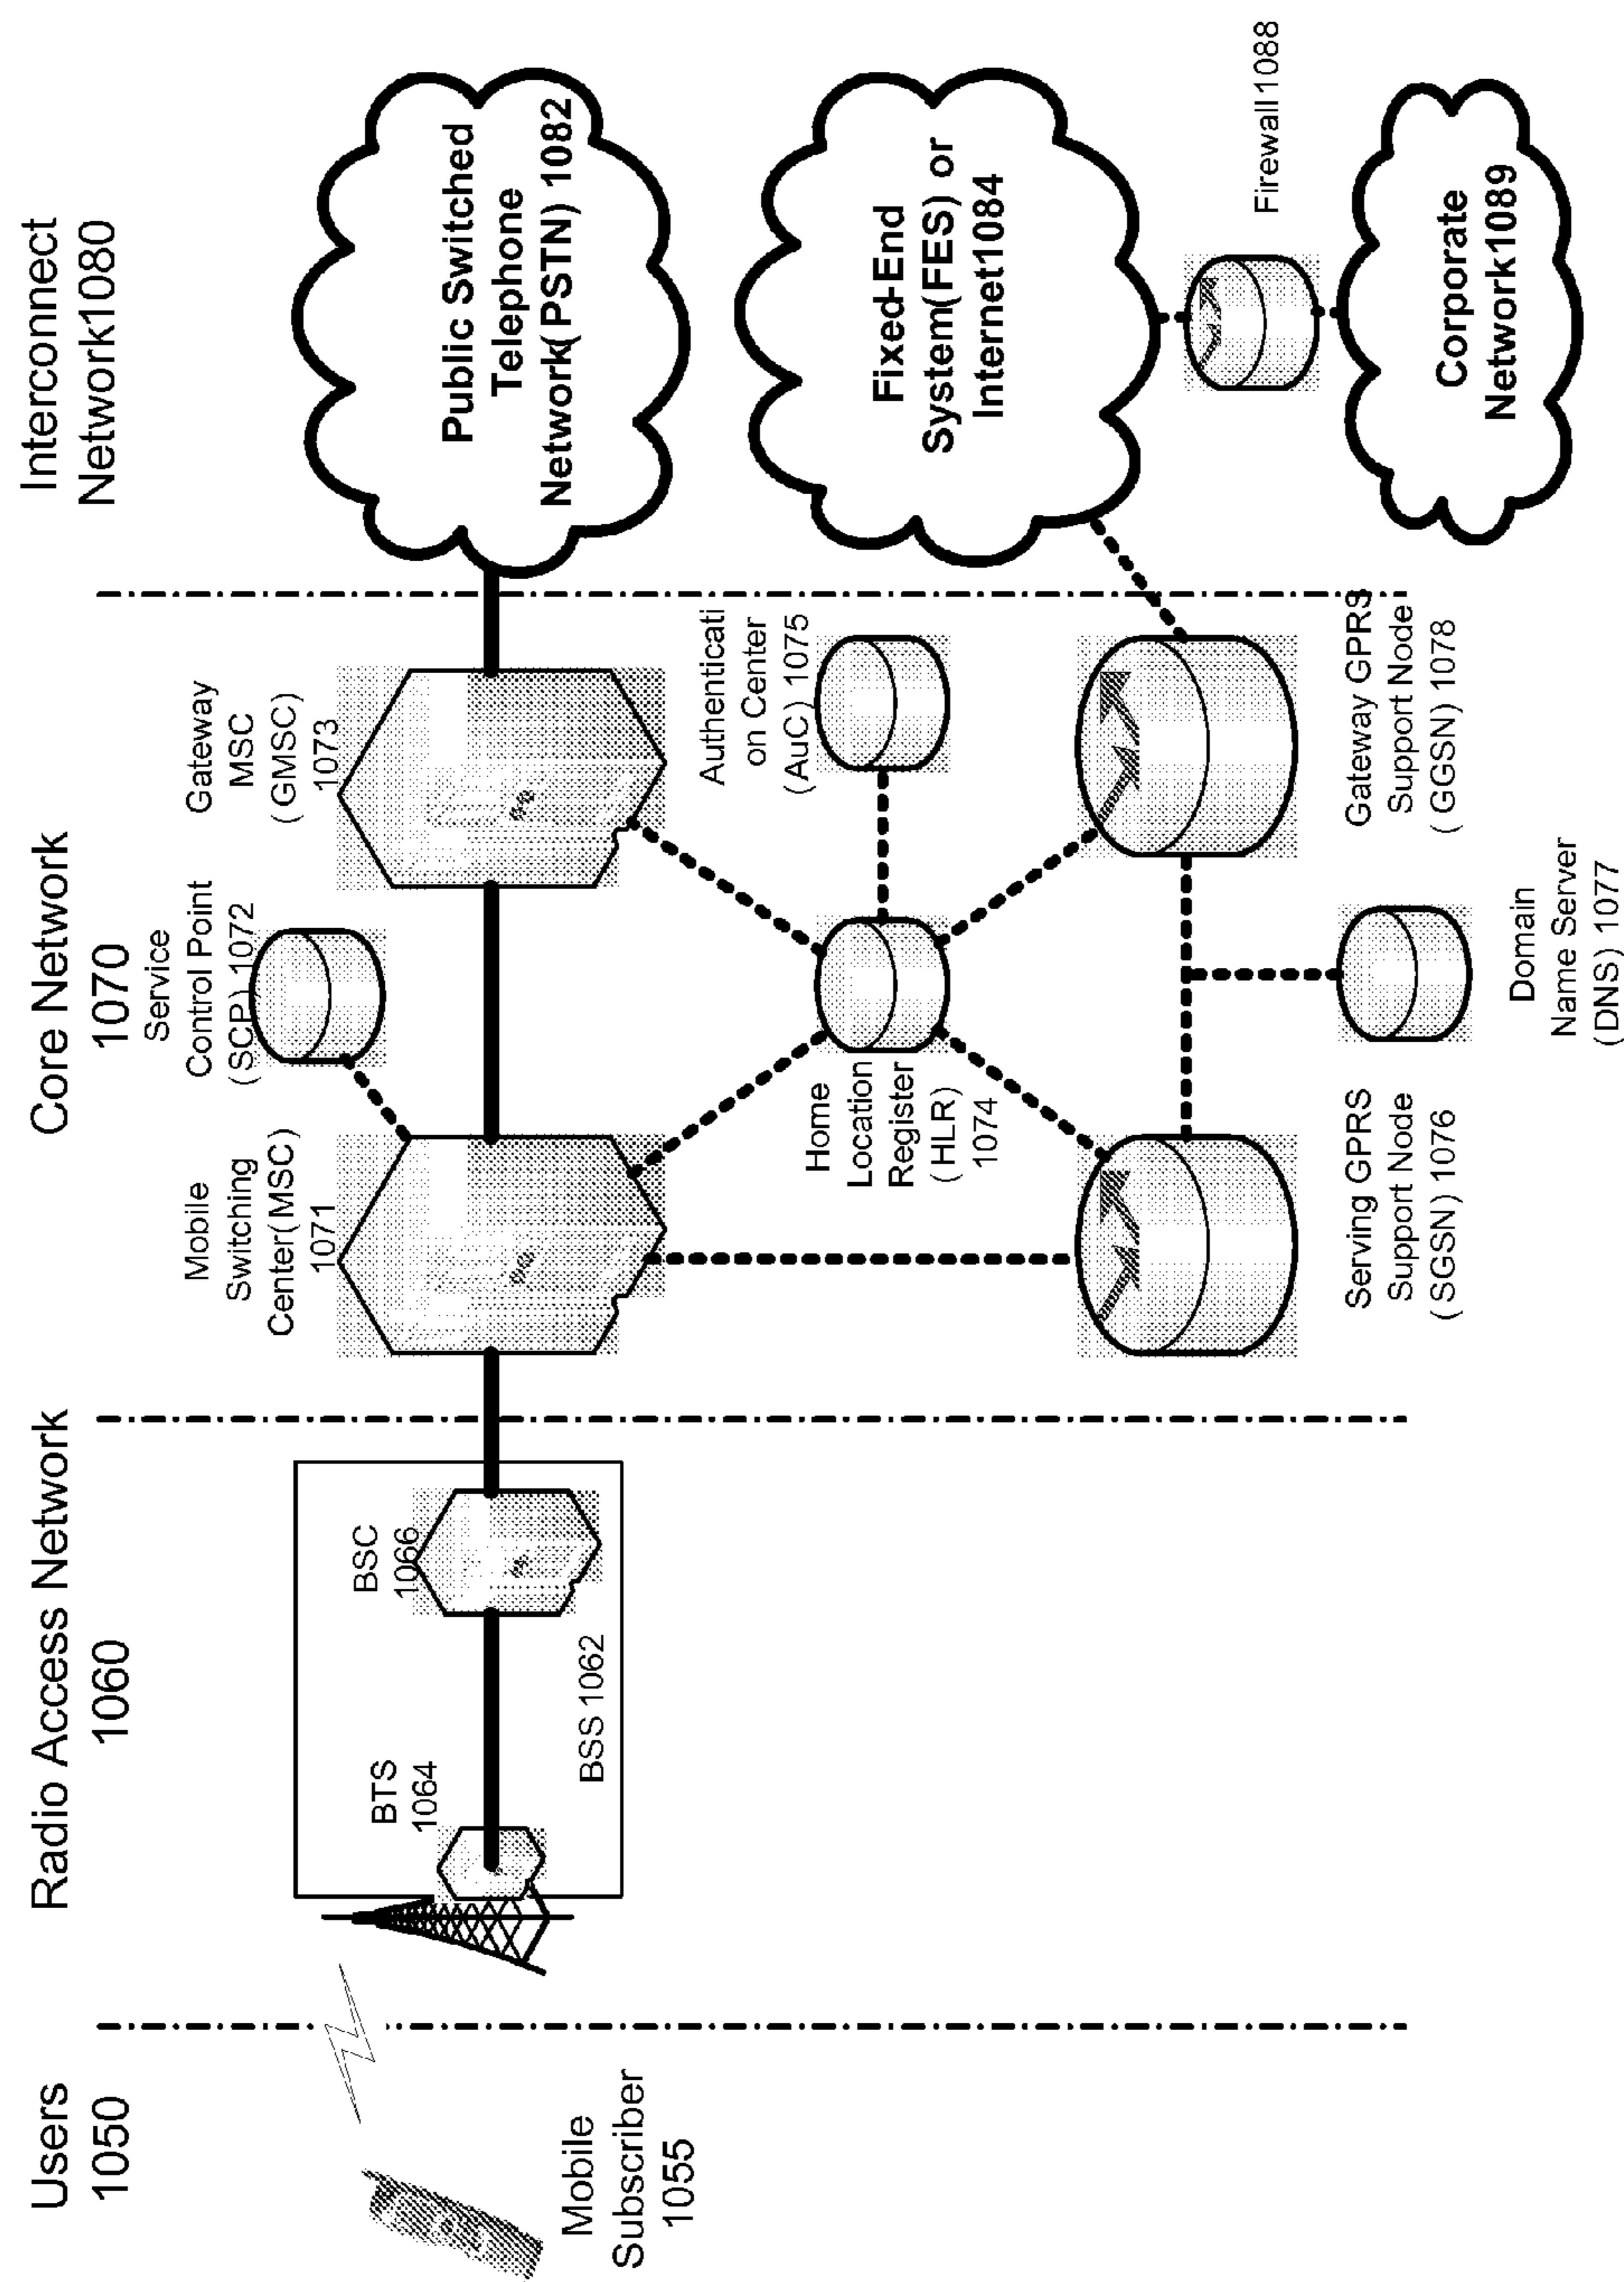 Users
1050
Radio Access Network
1060
Core Network
1070
Interconnect
Network1080
Mobile
Subscriber
1055
BTS
1064
BSC
1066
BSS 1062
Mobile
Switching
Center(MSC)
1071
Service
Control Point
(SCP) 1072
Gateway
MSC
(GMSC)
1073
Public Switched
Telephone
Network(PSTN) 1082
Home
Location
Register
(HLR)
1074
Authenticati
on Center
(AuC) 1075
Fixed-End
System(FES) or
Internet1084
Serving GPRS
Support Node
(SGSN) 1076
Domain
Name Server
(DNS) 1077
Gateway GPRS
Support Node
(GGSN) 1078
Firewall1088
Corporate
Network1089